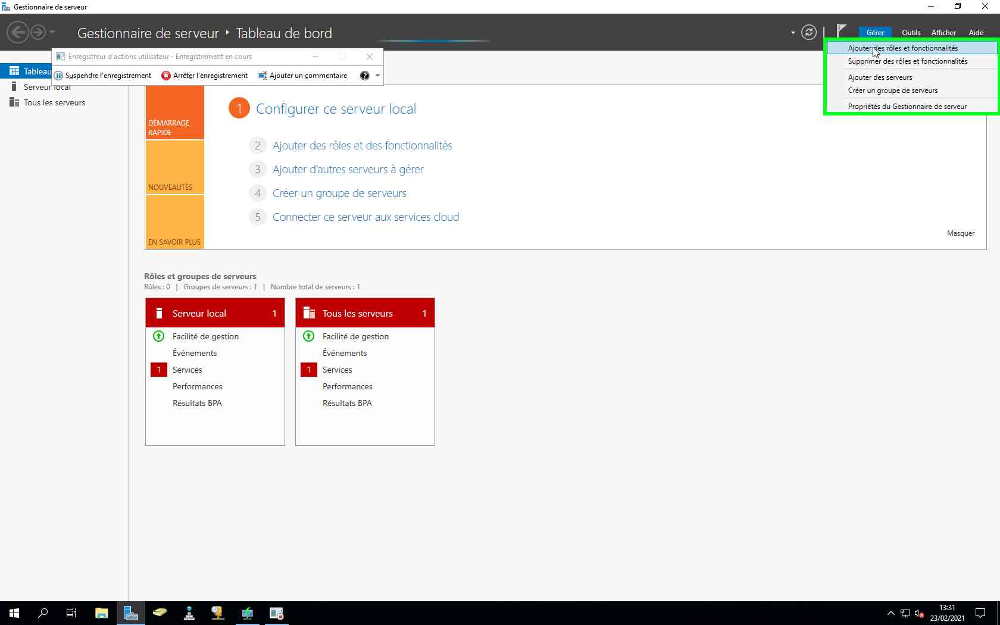 Gestionnaire de serveur
Gestionnaire de serveur ‣ Tableau de bord
Gérer Outils Afficher Aide
Enregistreur d'actions utilisateur - Enregistrement en cours
Suspendre l'enregistrement Arrêter l'enregistrement Ajouter un commentaire ?
Ajouter des rôles et fonctionnalités
Supprimer des rôles et fonctionnalités
Ajouter des serveurs
Créer un groupe de serveurs
Propriétés du Gestionnaire de serveur
Tableau
Serveur local
Tous les serveurs
DÉMARRAGE
RAPIDE
NOUVEAUTÉS
EN SAVOIR PLUS
1 Configurer ce serveur local
2 Ajouter des rôles et des fonctionnalités
3 Ajouter d'autres serveurs à gérer
4 Créer un groupe de serveurs
5 Connecter ce serveur aux services cloud
Masquer
Rôles et groupes de serveurs
Rôles : 0 | Groupes de serveurs : 1 | Nombre total de serveurs : 1
Serveur local 1
Facilité de gestion
Événements
1 Services
Performances
Résultats BPA
Tous les serveurs 1
Facilité de gestion
Événements
1 Services
Performances
Résultats BPA
13:31
23/02/2021